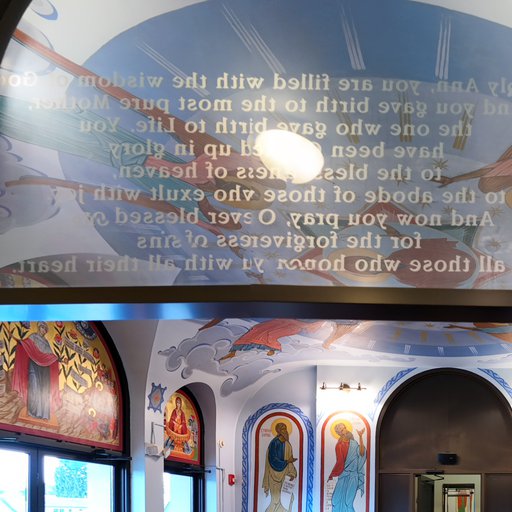 Ann, you are filled with the wisdom of
you gave birth to the most pure Mother,
the one who gave birth to Life. You
have been up in glory
to the of heaven,
to the abode of those who exult with
And now you pray, O ever blessed
for the forgiveness of sins
all those who honor with all their heart.